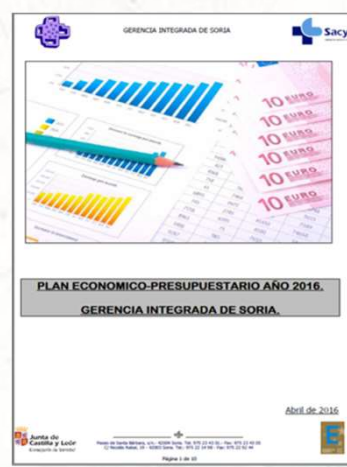 GERENCIA INTEGRADA DE SORIA
Sacyl
10 EURO
10 EURO
10 EURO
10 EURO
10 EURO
PLAN ECONOMICO-PRESUPUESTARIO AÑO 2016.
GERENCIA INTEGRADA DE SORIA.
Abril de 2016
Junta de
Castilla y León
Página 1 de 10